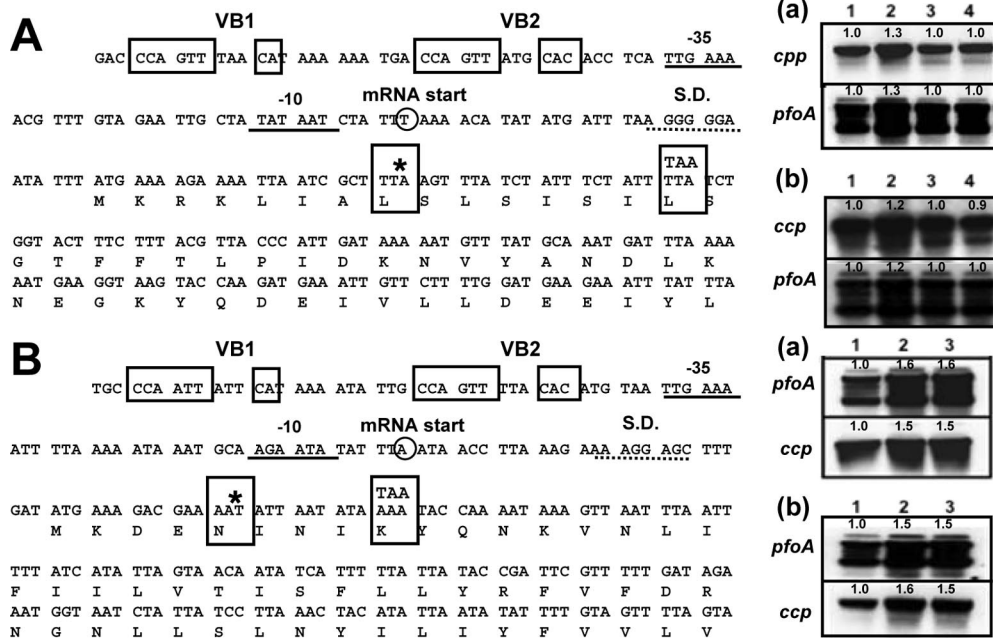 A
VB1 VB2
GAC CCA GTT TAA CAT AAA AAA TGA CCA GTT ATG CAC ACC TCA TTG AAA
-35
-10 mRNA start S.D.
ACG TTT GTA GAA TTG CTA TAT AAT CTA TTT AAA ACA TAT ATG ATT TAA GGG GGA
* TAA
ATA TTT ATG AAA AGA AAA TTA ATC GCT TTA AGT TTA TCT ATT TCT ATT TTA TCT
M K R K L I A L S L S I S I L S
GGT ACT TTC TTT ACG TTA CCC ATT GAT AAA AAT GTT TAT GCA AAT GAT TTA AAA
G T F F T L P I D K N V Y A N D L K
AAT GAA GGT AAG TAC CAA GAT GAA ATT GTT CTT TTG GAT GAA GAA ATT TAT TTA
N E G K Y Q D E I V L L D E E I Y L
(a)
1 2 3 4
cpp 1.0 1.3 1.0 1.0
pfoA 1.0 1.3 1.0 1.0
(b)
1 2 3 4
ccp 1.0 1.2 1.0 0.9
pfoA 1.0 1.2 1.0 1.0
B
VB1 VB2
TGC CCA ATT ATT CAT AAA ATA TTG CCA GTT TTA CAC ATG TAA TTG AAA
-35
-10 mRNA start S.D.
ATT TTA AAA ATA AAT GCA AGA ATA TAT TTA ATA ACC TTA AAG AAA AGG AGC TTT
* TAA
GAT ATG AAA GAC GAA AAT ATT AAT ATA AAA TAC CAA AAT AAA GTT AAT TTA ATT
M K D E N I N I K Y Q N K V N L I
TTT ATC ATA TTA GTA ACA ATA TCA TTT TTA TTA TAC CGA TTC GTT TTT GAT AGA
F I I L V T I S F L L Y R F V F D R
AAT GGT AAT CTA TTA TCC TTA AAC TAC ATA TTA ATA TAT TTT GTA GTT TTA GTA
N G N L L S L N Y I L I Y F V V L V
(a)
1 2 3
pfoA 1.0 1.6 1.6
ccp 1.0 1.5 1.5
(b)
1 2 3
pfoA 1.0 1.5 1.5
ccp 1.0 1.6 1.5